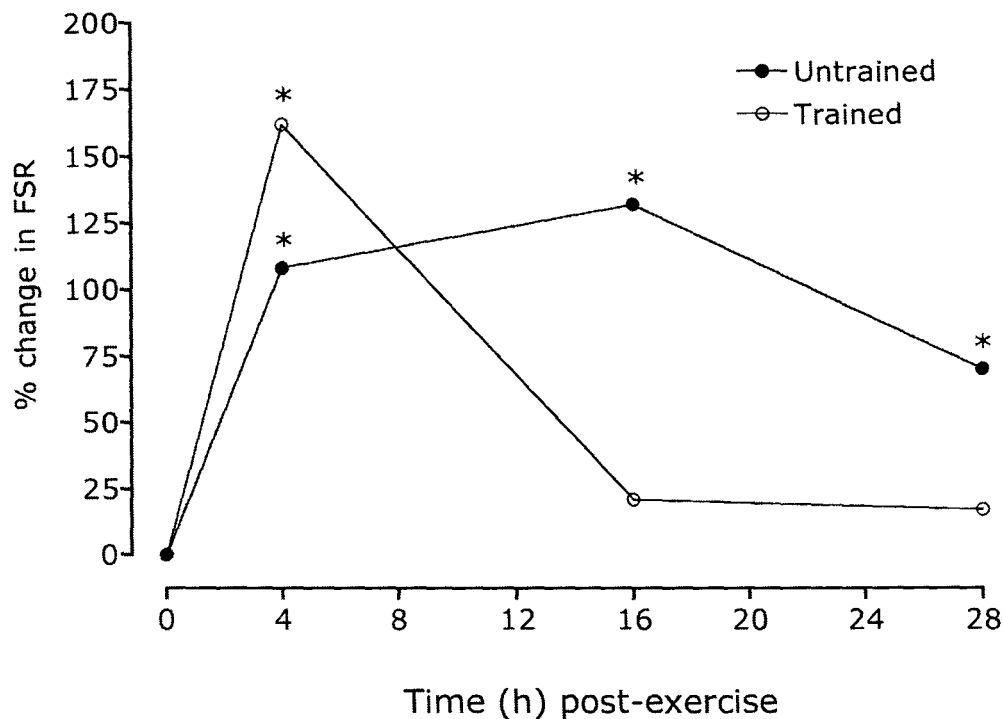 200
175
150
125
100
75
50
25
0
% change in FSR
Untrained
Trained
*
*
*
*
0 4 8 12 16 20 24 28
Time (h) post-exercise